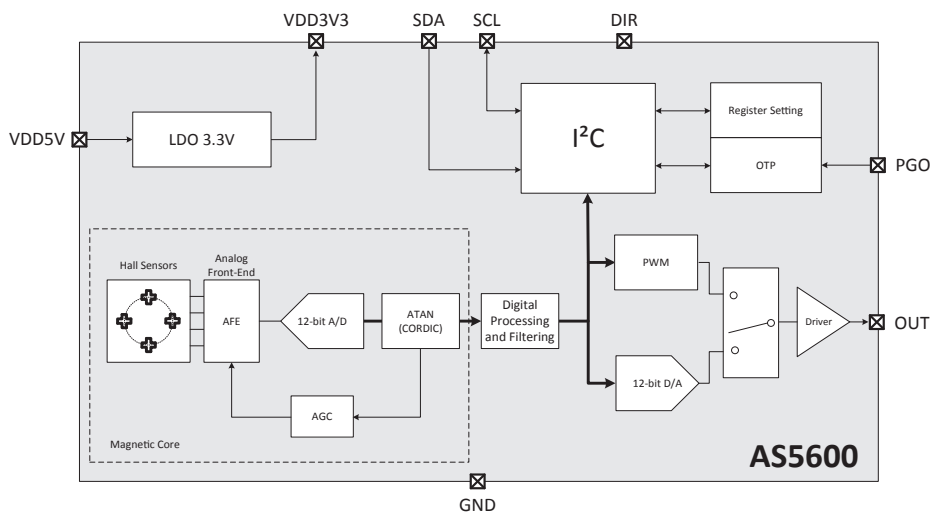 VDD3V3
SDA
SCL
DIR
VDD5V
LDO 3.3V
I²C
Register Setting
OTP
PGO
Hall Sensors
Analog
Front-End
AFE
12-bit A/D
ATAN
(CORDIC)
Digital
Processing
and Filtering
PWM
12-bit D/A
Driver
OUT
AGC
Magnetic Core
AS5600
GND